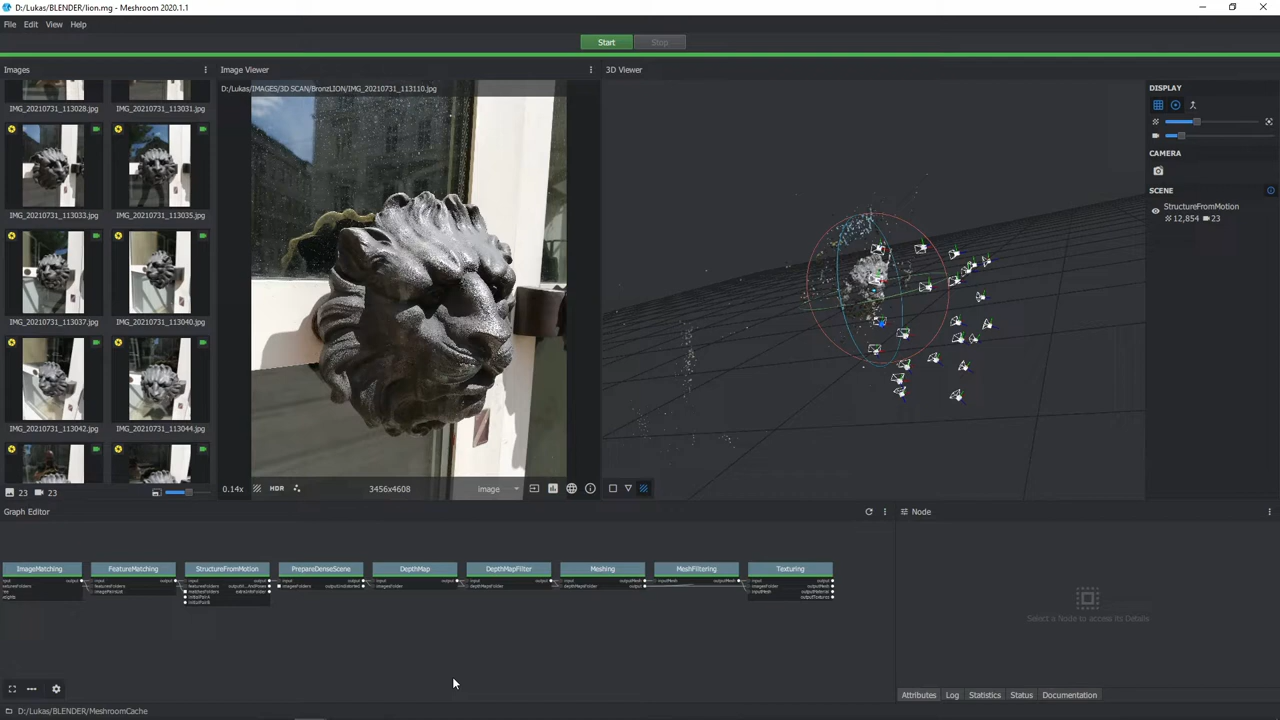 D:/Lukas/BLENDER/lion.mg - Meshroom 2020.1.1
File Edit View Help
Start Stop
Images
IMG_20210731_113028.jpg IMG_20210731_113031.jpg
IMG_20210731_113033.jpg IMG_20210731_113035.jpg
IMG_20210731_113037.jpg IMG_20210731_113040.jpg
IMG_20210731_113042.jpg IMG_20210731_113044.jpg
23 23
Image Viewer
D:/Lukas/IMAGES/3D SCAN/BronzLION/IMG_20210731_113110.jpg
0.14x HDR 3456x4608 image
3D Viewer
DISPLAY
CAMERA
SCENE
StructureFromMotion
12,854 23
Graph Editor
ImageMatching FeatureMatching StructureFromMotion PrepareDenseScene DepthMap DepthMapFilter Meshing MeshFiltering Texturing
Node
Select a Node to access its Details
Attributes Log Statistics Status Documentation
D:/Lukas/BLENDER/MeshroomCache